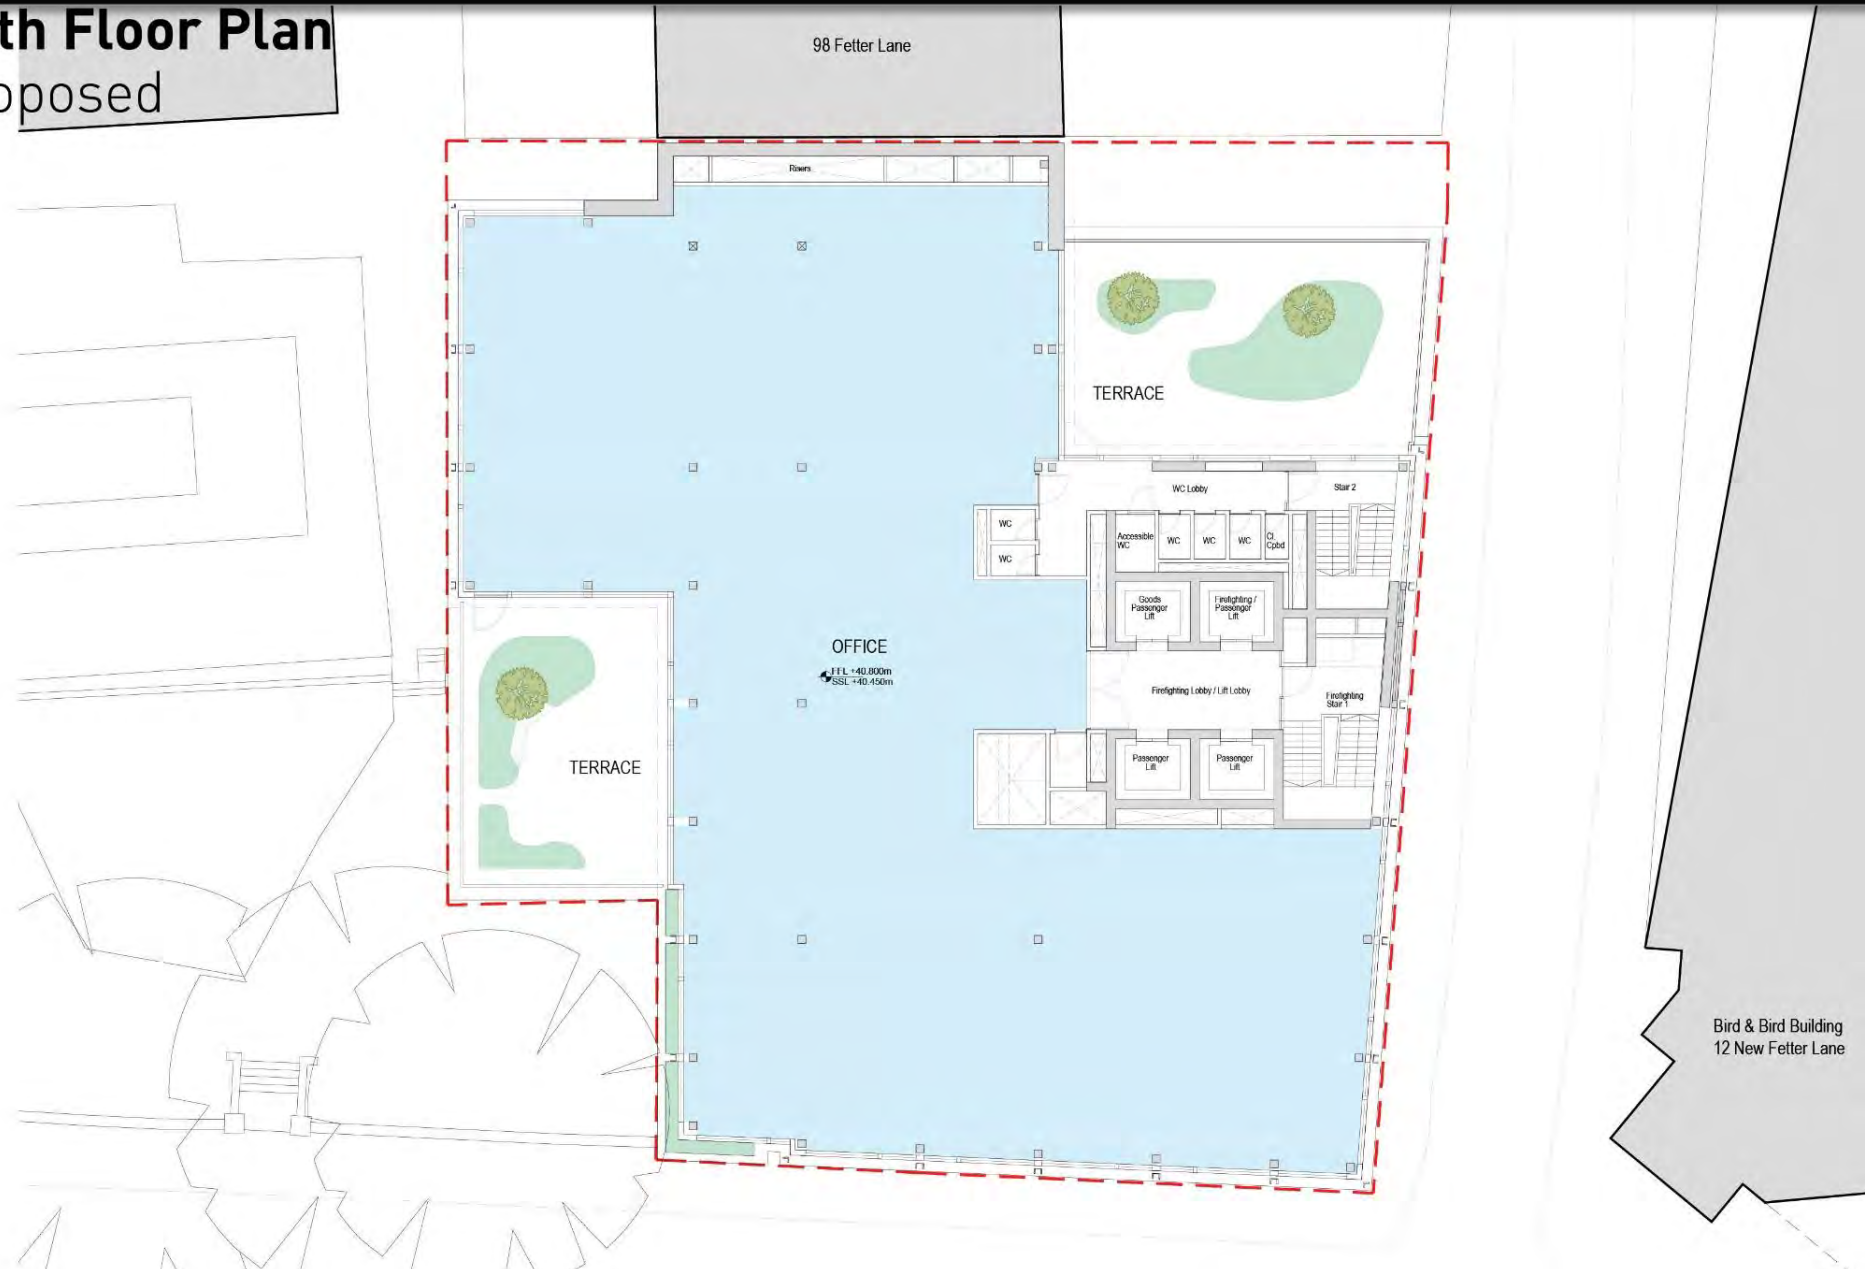 th Floor Plan
oposed
98 Fetter Lane
Risers
TERRACE
WC Lobby
Stair 2
WC
WC
Accessible
WC
WC
WC
WC
Cl.
Cpbd
Goods
Passenger
Lift
Firefighting /
Passenger
Lift
OFFICE
FFL +40.800m
SSL +40.450m
Firefighting Lobby / Lift Lobby
Firefighting
Stair 1
TERRACE
Passenger
Lift
Passenger
Lift
Bird & Bird Building
12 New Fetter Lane